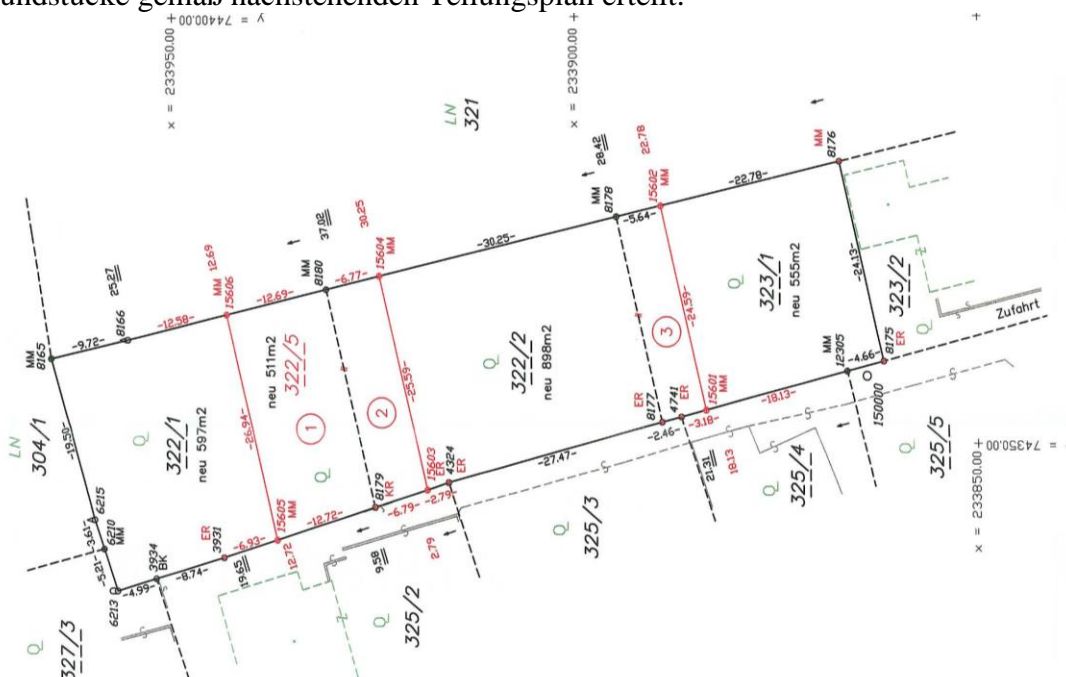 undstücke gemäß nachstehenden Teilungsplan erteilt:
x = 233950.00
y = 74400.00
x = 233900.00
LN
321
LN
304/1
MM
8165
-9.72-
8166
25.27
-12.58-
MM 12.69
15606
-12.69-
MM
8180
37.02
-6.77-
30.25
15604
MM
-30.25-
MM
8178
28.42
-5.64-
22.78
15602
MM
-22.78-
MM
8176
-19.50-
6215
-3.61-
6210
MM
-5.21-
6213
-4.99-
3934
BK
-8.74-
ER
3931
-6.93-
19.65
15605
MM
12.72
-12.72-
8179
KR
-6.79-
9.58
15603
ER
-2.79-
4324
ER
2.79
-27.47-
ER
8177
-2.46-
4741
ER
-3.18-
15601
MM
21.31
18.13
-18.13-
MM
12305
-4.66-
8175
ER
150000
-24.13-
Q
322/1
neu 597m2
-26.94-
neu 511m2
322/5
1
Q
2
-25.59-
Q
322/2
neu 898m2
3
-24.59-
Q
323/1
neu 555m2
323/2
Q
Zufahrt
Q
327/3
Q
325/2
Q
325/3
Q
325/4
Q
325/5
x = 233850.00
= 74350.00